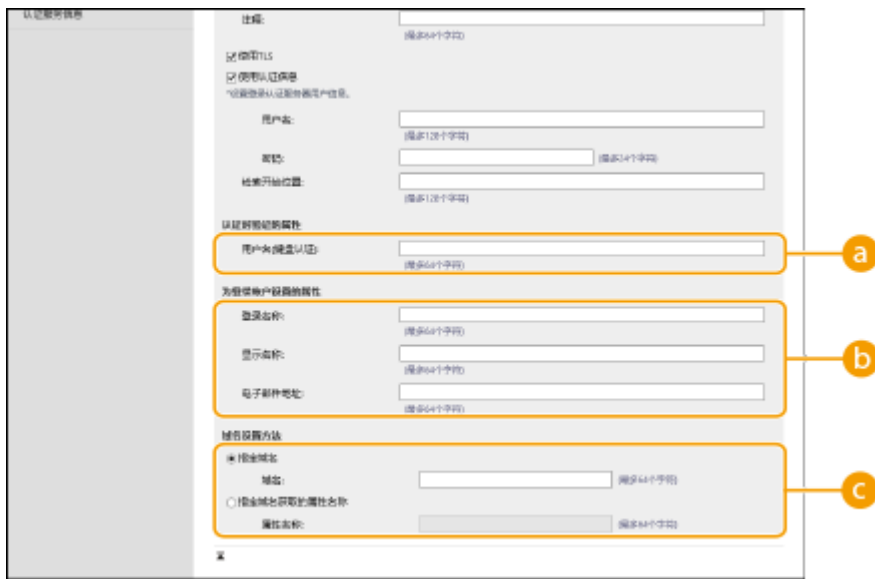 认证服务信息
注释:
(最多64个字符)
使用TLS
使用认证信息
*设置登录认证服务器用户信息。
用户名:
(最多128个字符)
密码:
(最多24个字符)
检索开始位置:
(最多128个字符)
认证时验证的属性
用户名(键盘认证):
(最多64个字符)
a
为登录帐户设置的属性
登录名称:
(最多64个字符)
显示名称:
(最多64个字符)
b
电子邮件地址:
(最多64个字符)
域名设置方法
指定域名
域名:
(最多64个字符)
c
指定域名获取的属性名称
属性名称:
(最多64个字符)